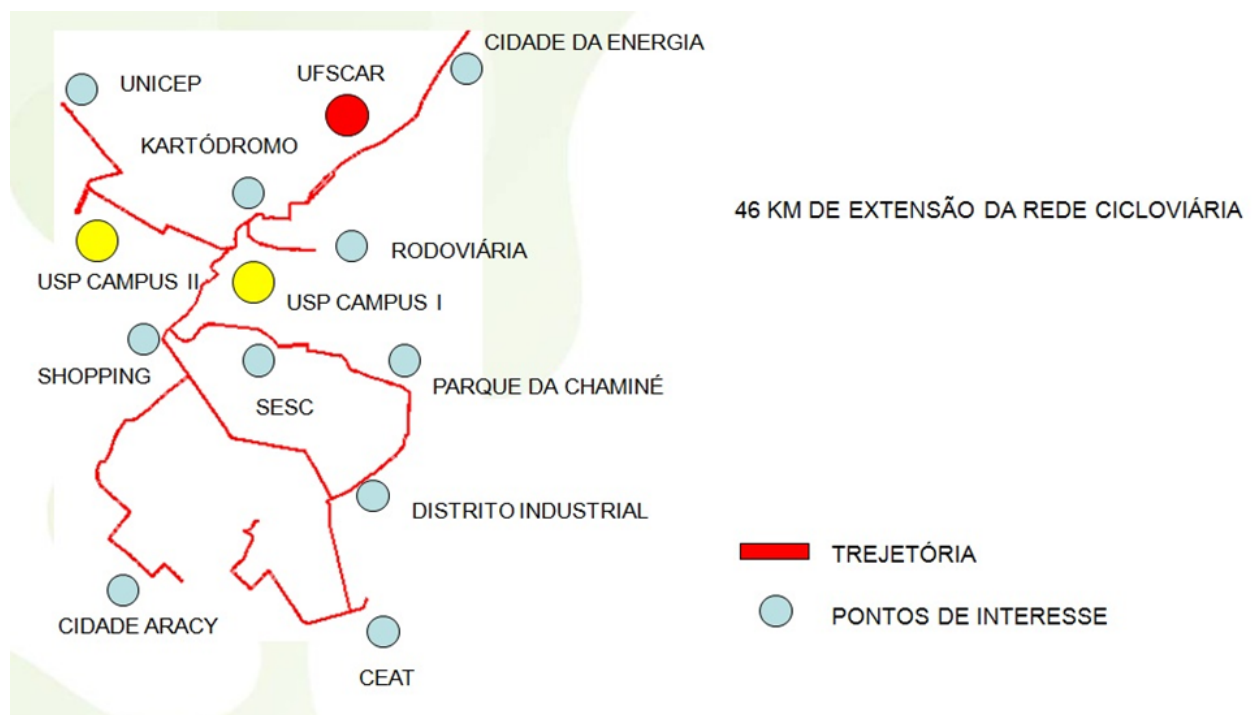 CIDADE DA ENERGIA
UFSCAR
UNICEP
KARTÓDROMO
46 KM DE EXTENSÃO DA REDE CICLOVIÁRIA
RODOVIÁRIA
USP CAMPUS II
USP CAMPUS I
SHOPPING
PARQUE DA CHAMINÉ
SESC
DISTRITO INDUSTRIAL
TREJETÓRIA
PONTOS DE INTERESSE
CIDADE ARACY
CEAT